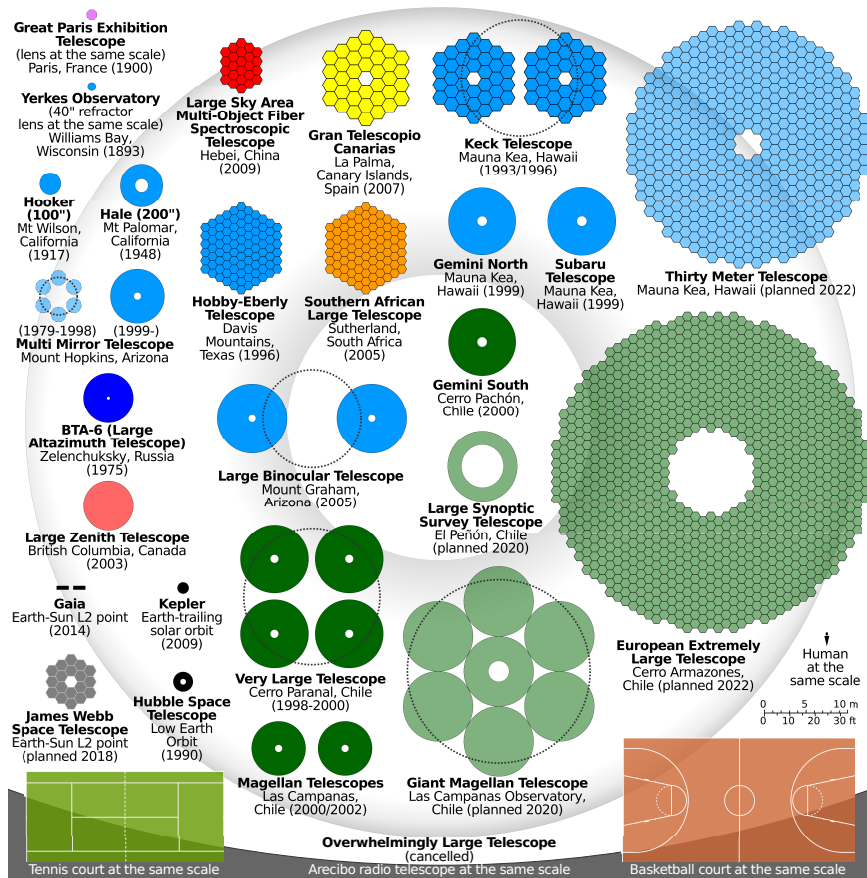 Great Paris Exhibition
Telescope
(lens at the same scale)
Paris, France (1900)
Yerkes Observatory
(40" refractor
lens at the same scale)
Williams Bay,
Wisconsin (1893)
Hooker
(100")
Mt Wilson,
California
(1917)
Hale (200")
Mt Palomar,
California
(1948)
(1979-1998) (1999-)
Multi Mirror Telescope
Mount Hopkins, Arizona
BTA-6 (Large
Altazimuth Telescope)
Zelenchuksky, Russia
(1975)
Large Zenith Telescope
British Columbia, Canada
(2003)
Gaia
Earth-Sun L2 point
(2014)
Kepler
Earth-trailing
solar orbit
(2009)
James Webb
Space Telescope
Earth-Sun L2 point
(planned 2018)
Hubble Space
Telescope
Low Earth
Orbit
(1990)
Large Sky Area
Multi-Object Fiber
Spectroscopic
Telescope
Hebei, China
(2009)
Gran Telescopio
Canarias
La Palma,
Canary Islands,
Spain (2007)
Keck Telescope
Mauna Kea, Hawaii
(1993/1996)
Hobby-Eberly
Telescope
Davis
Mountains,
Texas (1996)
Southern African
Large Telescope
Sutherland,
South Africa
(2005)
Gemini North
Mauna Kea,
Hawaii (1999)
Subaru
Telescope
Mauna Kea,
Hawaii (1999)
Thirty Meter Telescope
Mauna Kea, Hawaii (planned 2022)
Gemini South
Cerro Pachón,
Chile (2000)
Large Binocular Telescope
Mount Graham,
Arizona (2005)
Large Synoptic
Survey Telescope
El Peñón, Chile
(planned 2020)
Very Large Telescope
Cerro Paranal, Chile
(1998-2000)
Magellan Telescopes
Las Campanas,
Chile (2000/2002)
Giant Magellan Telescope
Las Campanas Observatory,
Chile (planned 2020)
European Extremely
Large Telescope
Cerro Armazones,
Chile (planned 2022)
Human
at the
same scale
0 5 10 m
0 10 20 30 ft
Overwhelmingly Large Telescope
(cancelled)
Tennis court at the same scale
Arecibo radio telescope at the same scale
Basketball court at the same scale